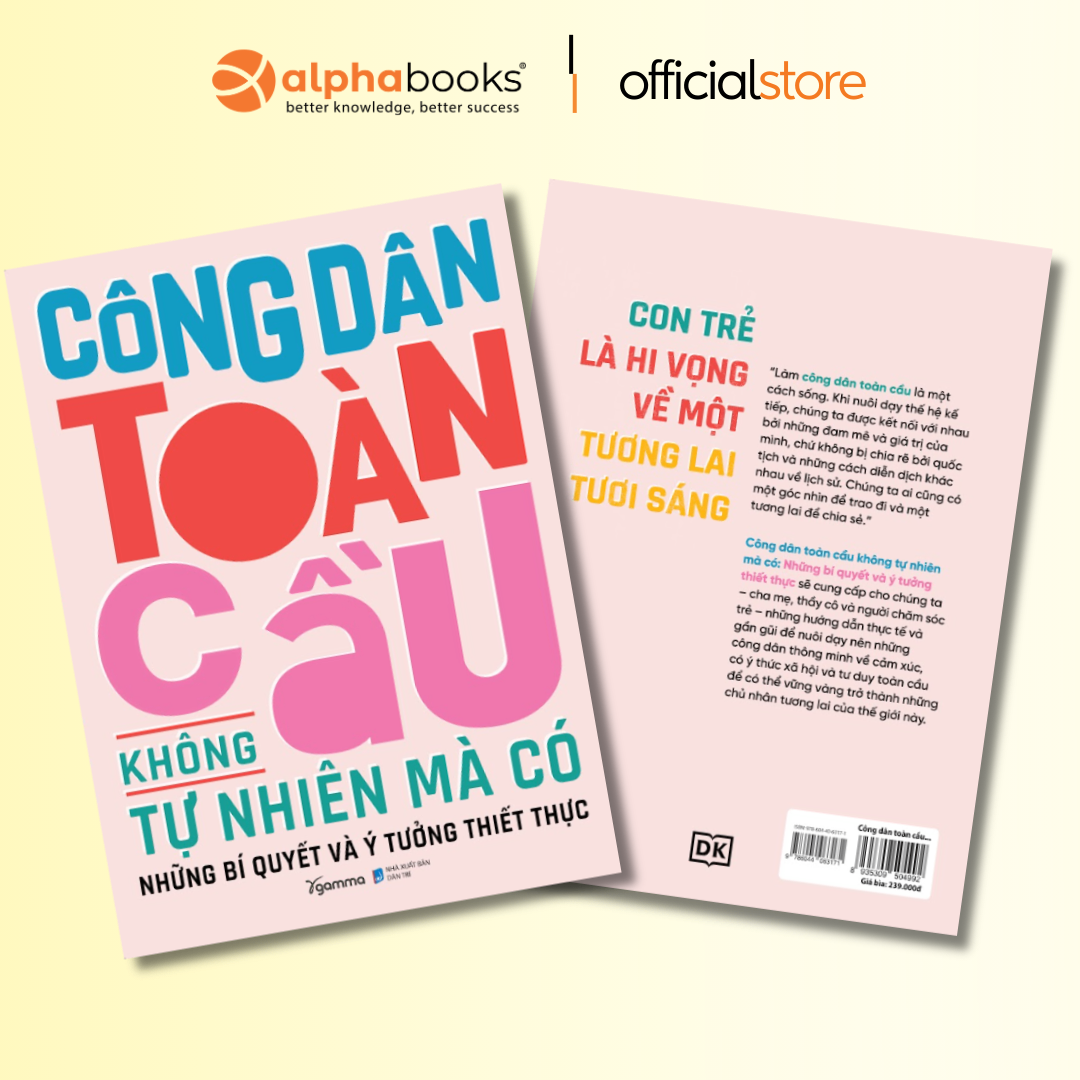 alphabooks®
better knowledge, better success
officialstore
CÔNG DÂN
TOÀN
CẦU
KHÔNG
TỰ NHIÊN MÀ CÓ
NHỮNG BÍ QUYẾT VÀ Ý TƯỞNG THIẾT THỰC
gamma
NHÀ XUẤT BẢN
DÂN TRÍ
CON TRẺ
LÀ HI VỌNG
VỀ MỘT
TƯƠNG LAI
TƯƠI SÁNG
“Làm công dân toàn cầu là một
cách sống. Khi nuôi dạy thế hệ kế
tiếp, chúng ta được kết nối với nhau
bởi những đam mê và giá trị của
mình, chứ không bị chia rẽ bởi quốc
tịch và những cách diễn dịch khác
nhau về lịch sử. Chúng ta ai cũng có
một góc nhìn để trao đi và một
tương lai để chia sẻ.”
Công dân toàn cầu không tự nhiên
mà có: Những bí quyết và ý tưởng
thiết thực sẽ cung cấp cho chúng ta
– cha mẹ, thầy cô và người chăm sóc
trẻ – những hướng dẫn thực tế và
gần gũi để nuôi dạy nên những
công dân thông minh về cảm xúc,
có ý thức xã hội và tư duy toàn cầu
để có thể vững vàng trở thành những
chủ nhân tương lai của thế giới này.
DK
Công dân toàn cầu...
8 935309 504992
Giá bìa: 239.000đ